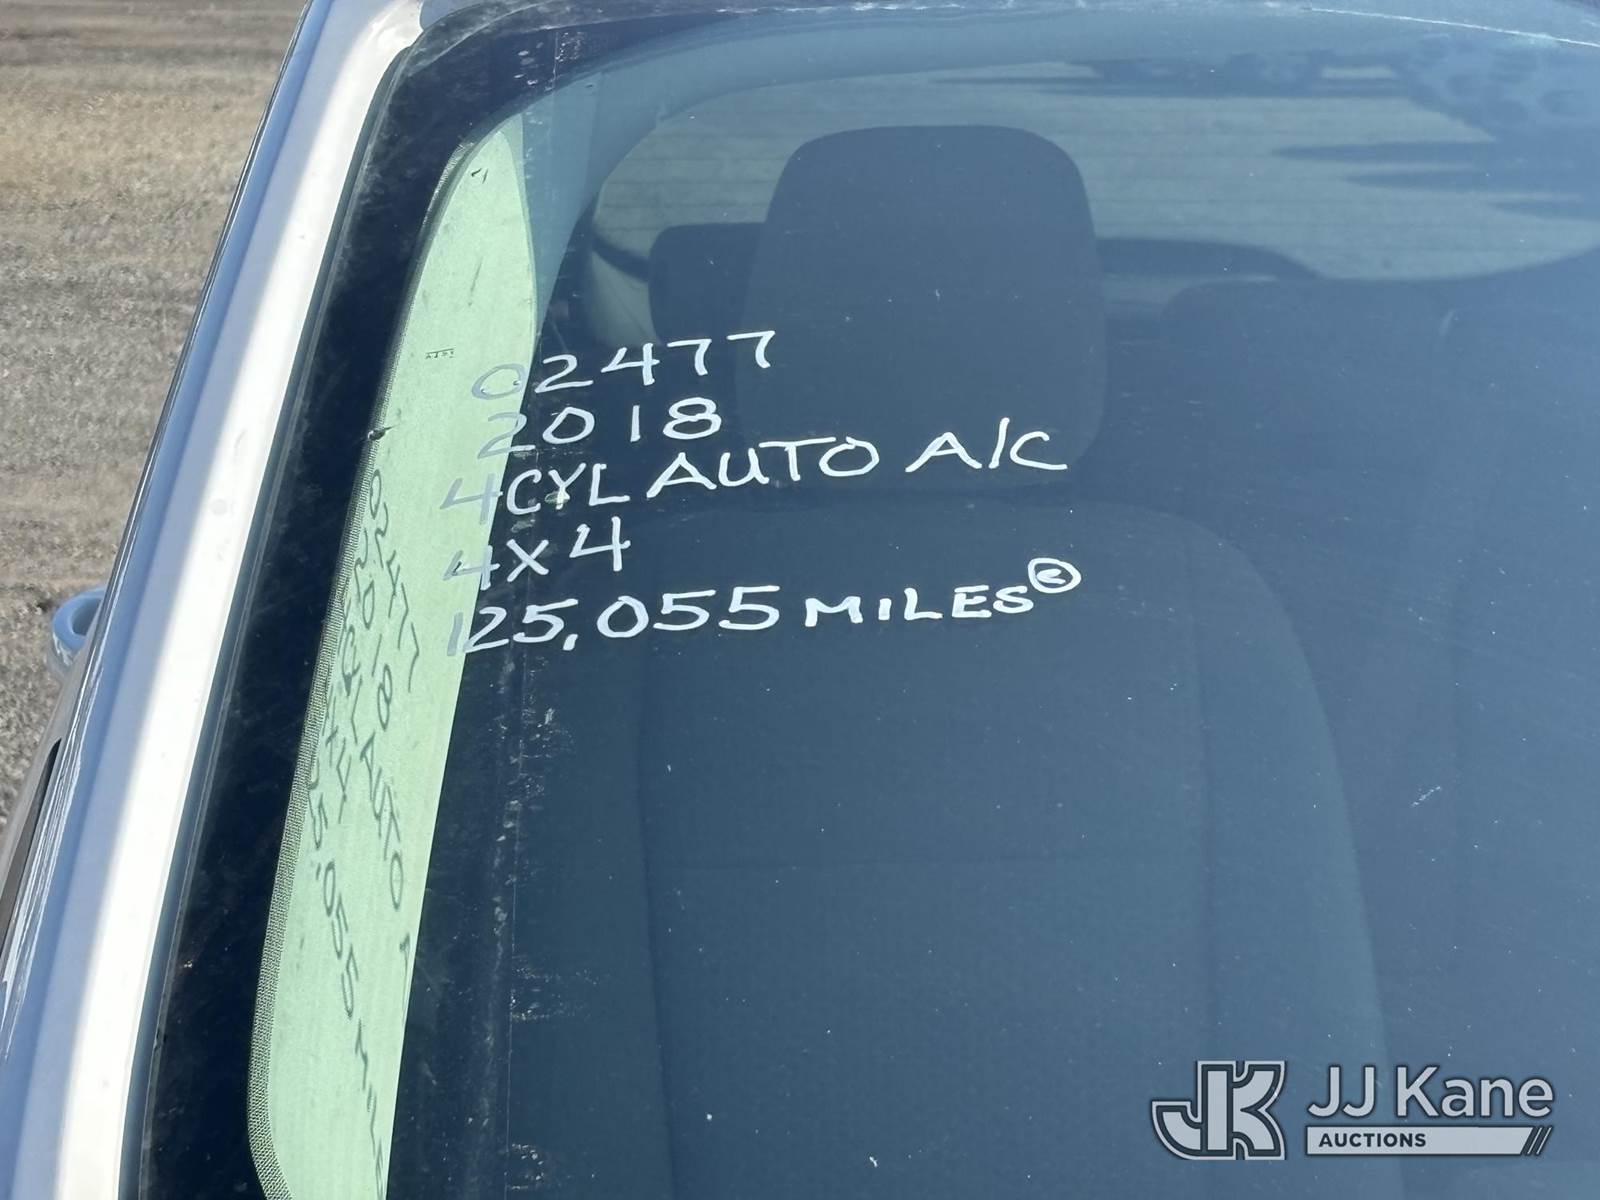 02477
2018
4CYL AUTO A/C
4X4
125,055 MILES
JJ Kane
AUCTIONS